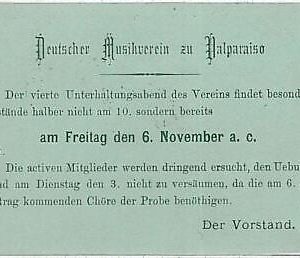 Deutscher Musikverein zu Valparaiso
Der vierte Unterhaltungsabend des Vereins findet besond
stände halber nicht am 10. sondern bereits
am Freitag den 6. November a. c.
Die activen Mitglieder werden dringend ersucht, den Uebu
d am Dienstag den 3. nicht zu versäumen, da die am 6.
trag kommenden Chöre der Probe benöthigen.
Der Vorstand.